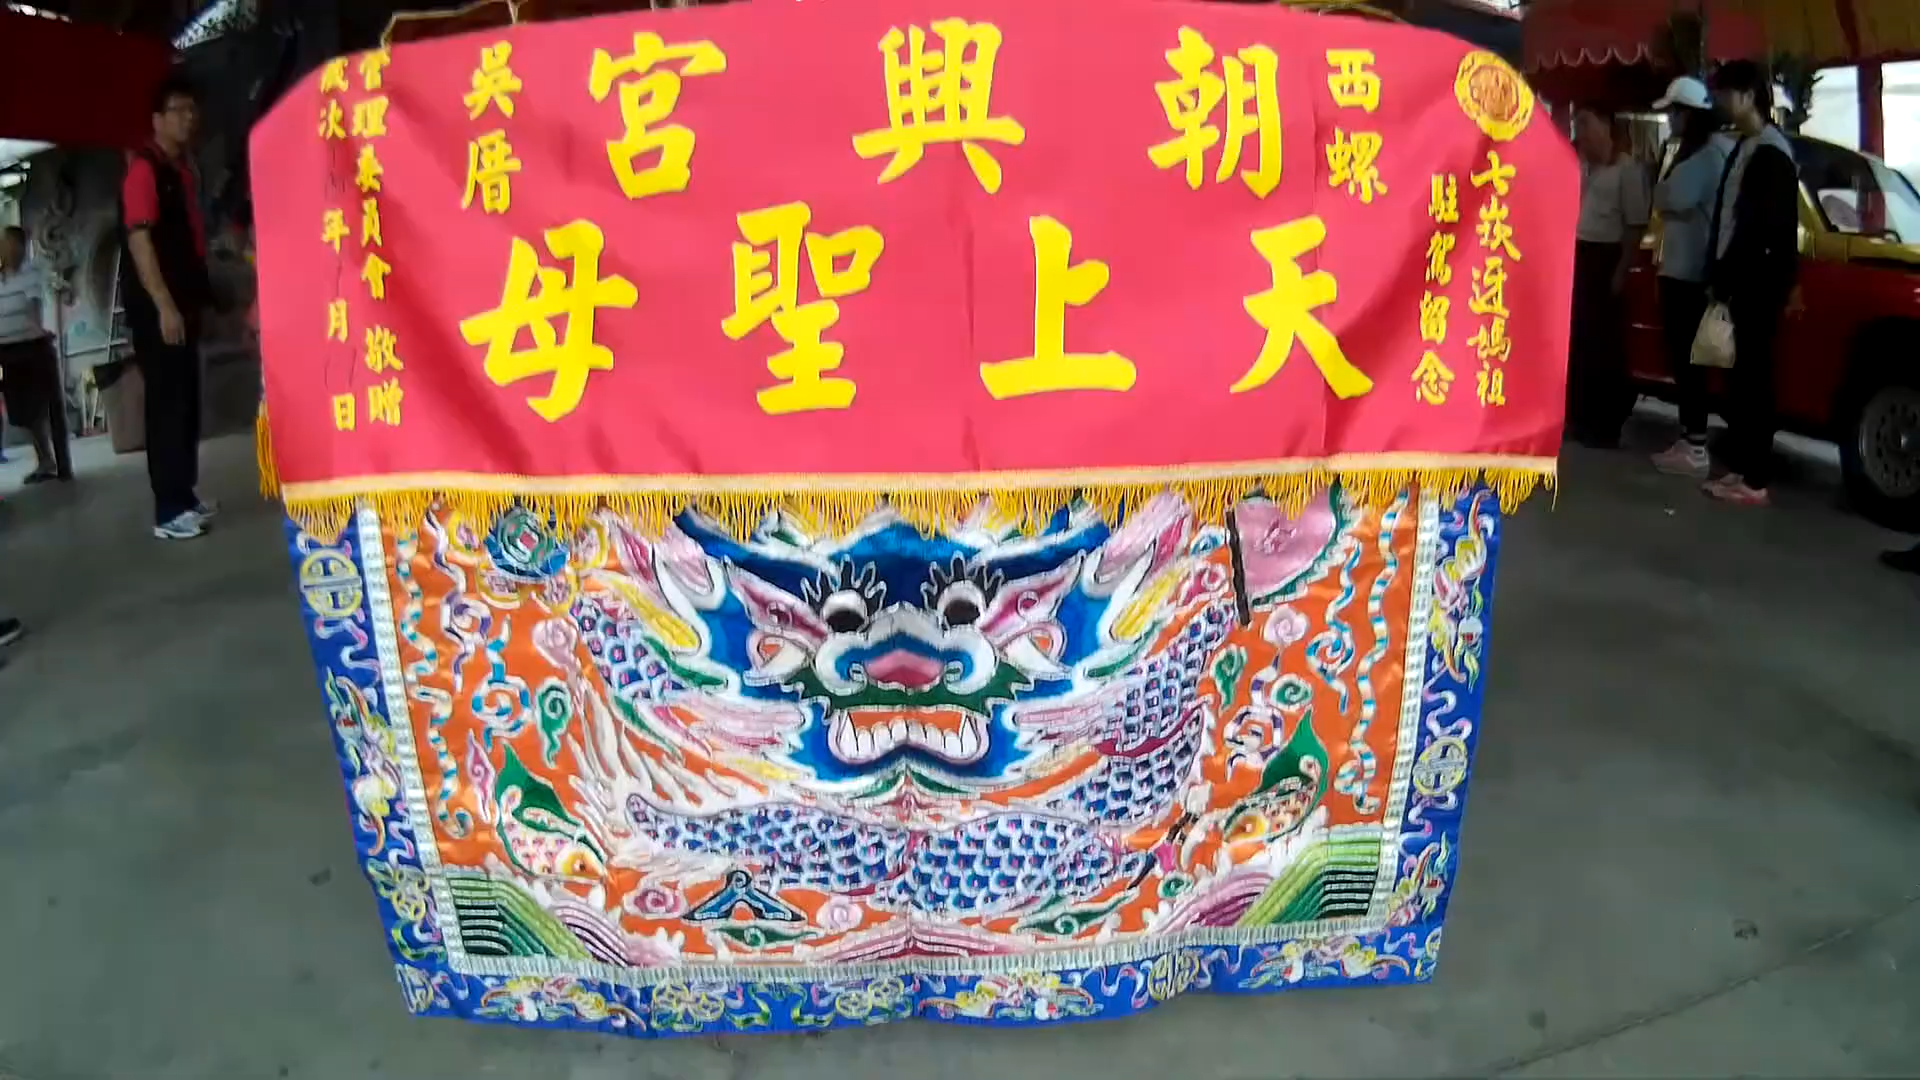 七崁迓媽祖
駐駕留念
西螺
朝興宮
吳厝
天上聖母
管理委員會 敬贈
歲次 年 月 日